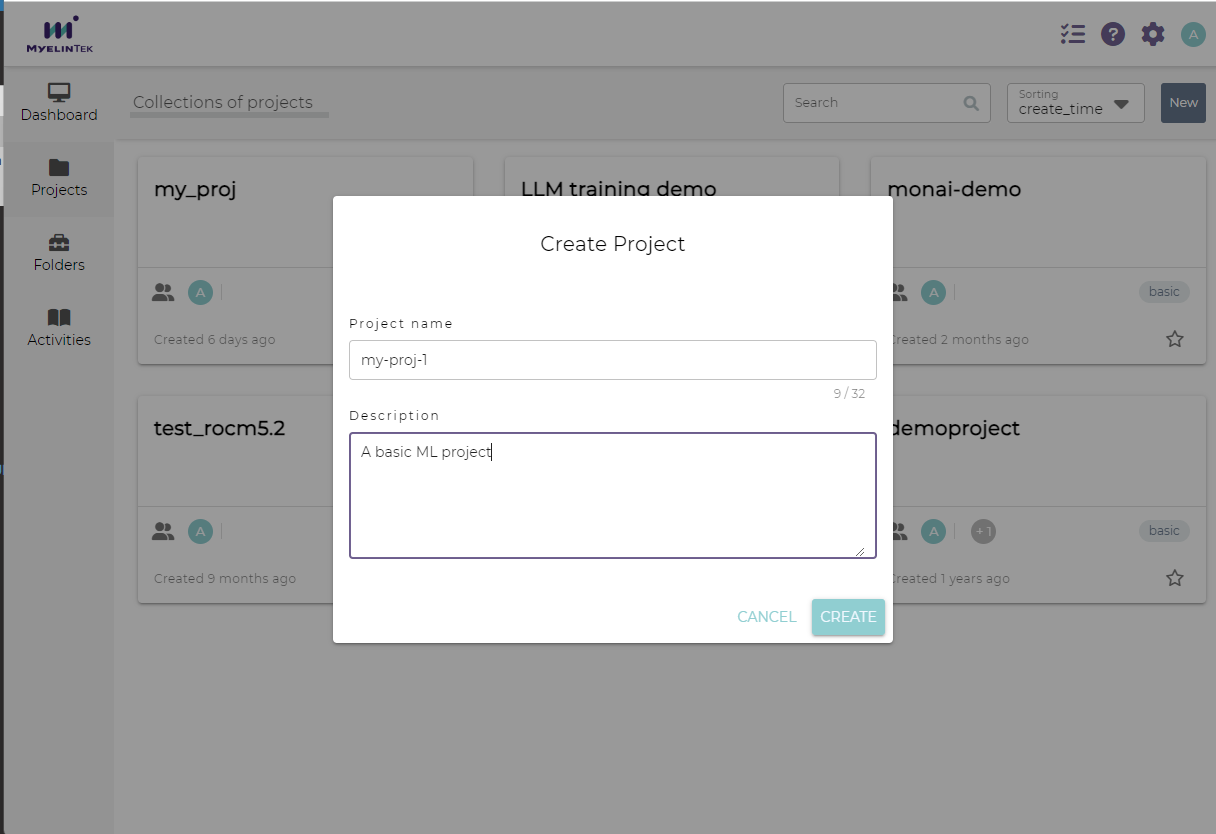 MYELINTEK
A
Dashboard
Projects
Folders
Activities
Collections of projects
Search
Sorting
create_time
New
my_proj
A
Created 6 days ago
LLM training demo
monai-demo
A
basic
Created 2 months ago
test_rocm5.2
A
Created 9 months ago
demoproject
A
+1
basic
Created 1 years ago
Create Project
Project name
my-proj-1
9 / 32
Description
A basic ML project
CANCEL
CREATE